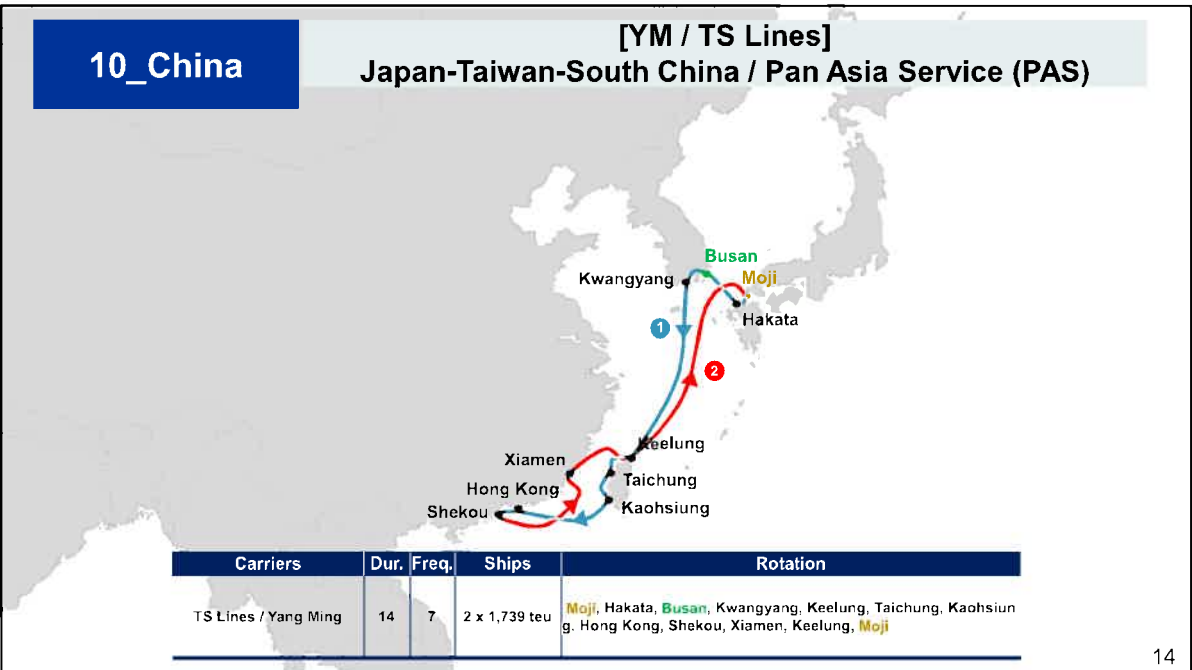 10_China
[YM / TS Lines]
Japan-Taiwan-South China / Pan Asia Service (PAS)
Busan
Kwangyang
Moji
Hakata
1
2
Keelung
Xiamen
Taichung
Hong Kong
Kaohsiung
Shekou
Carriers Dur. Freq. Ships Rotation
TS Lines / Yang Ming 14 7 2 x 1,739 teu Moji, Hakata, Busan, Kwangyang, Keelung, Taichung, Kaohsiun
g, Hong Kong, Shekou, Xiamen, Keelung, Moji
14